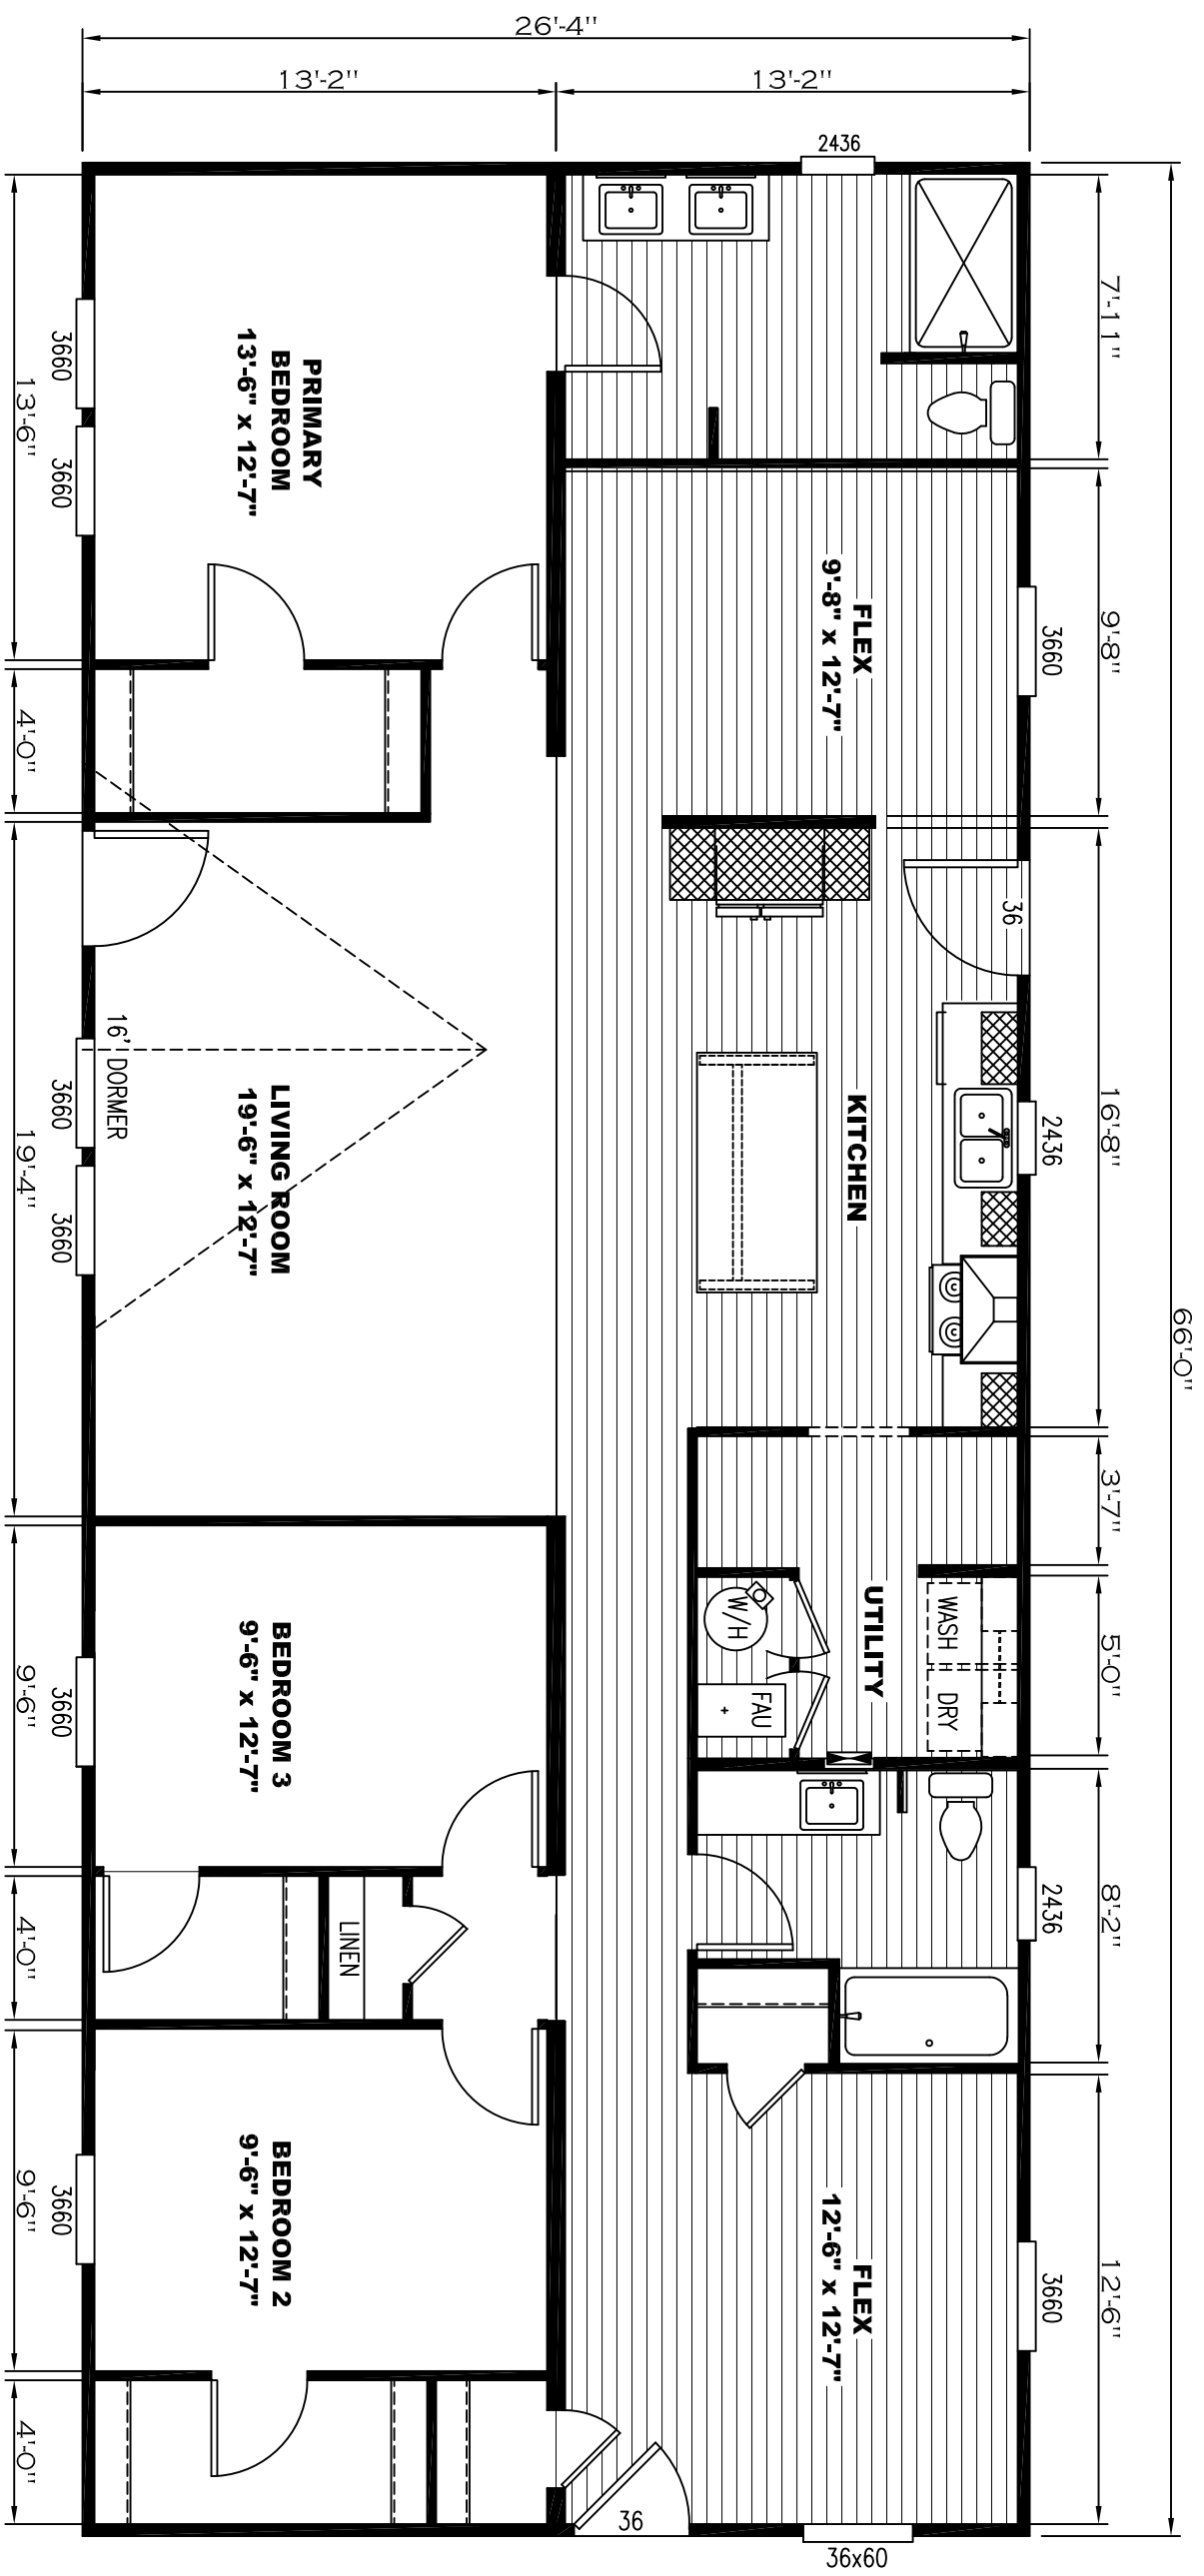 26'-4"
13'-2"
13'-2"
2436
7'-11"
9'-8"
16'-8"
3'-7"
5'-0"
8'-2"
12'-6"
66'-0"
3660
36
2436
2436
3660
FLEX
9'-8" x 12'-7"
KITCHEN
UTILITY
WASH
DRY
W/H
FAU
FLEX
12'-6" x 12'-7"
36
36x60
PRIMARY
BEDROOM
13'-6" x 12'-7"
16' DORMER
LIVING ROOM
19'-6" x 12'-7"
BEDROOM 3
9'-6" x 12'-7"
LINEN
BEDROOM 2
9'-6" x 12'-7"
3660
3660
3660
3660
3660
3660
13'-6"
4'-0"
19'-4"
9'-6"
4'-0"
9'-6"
4'-0"